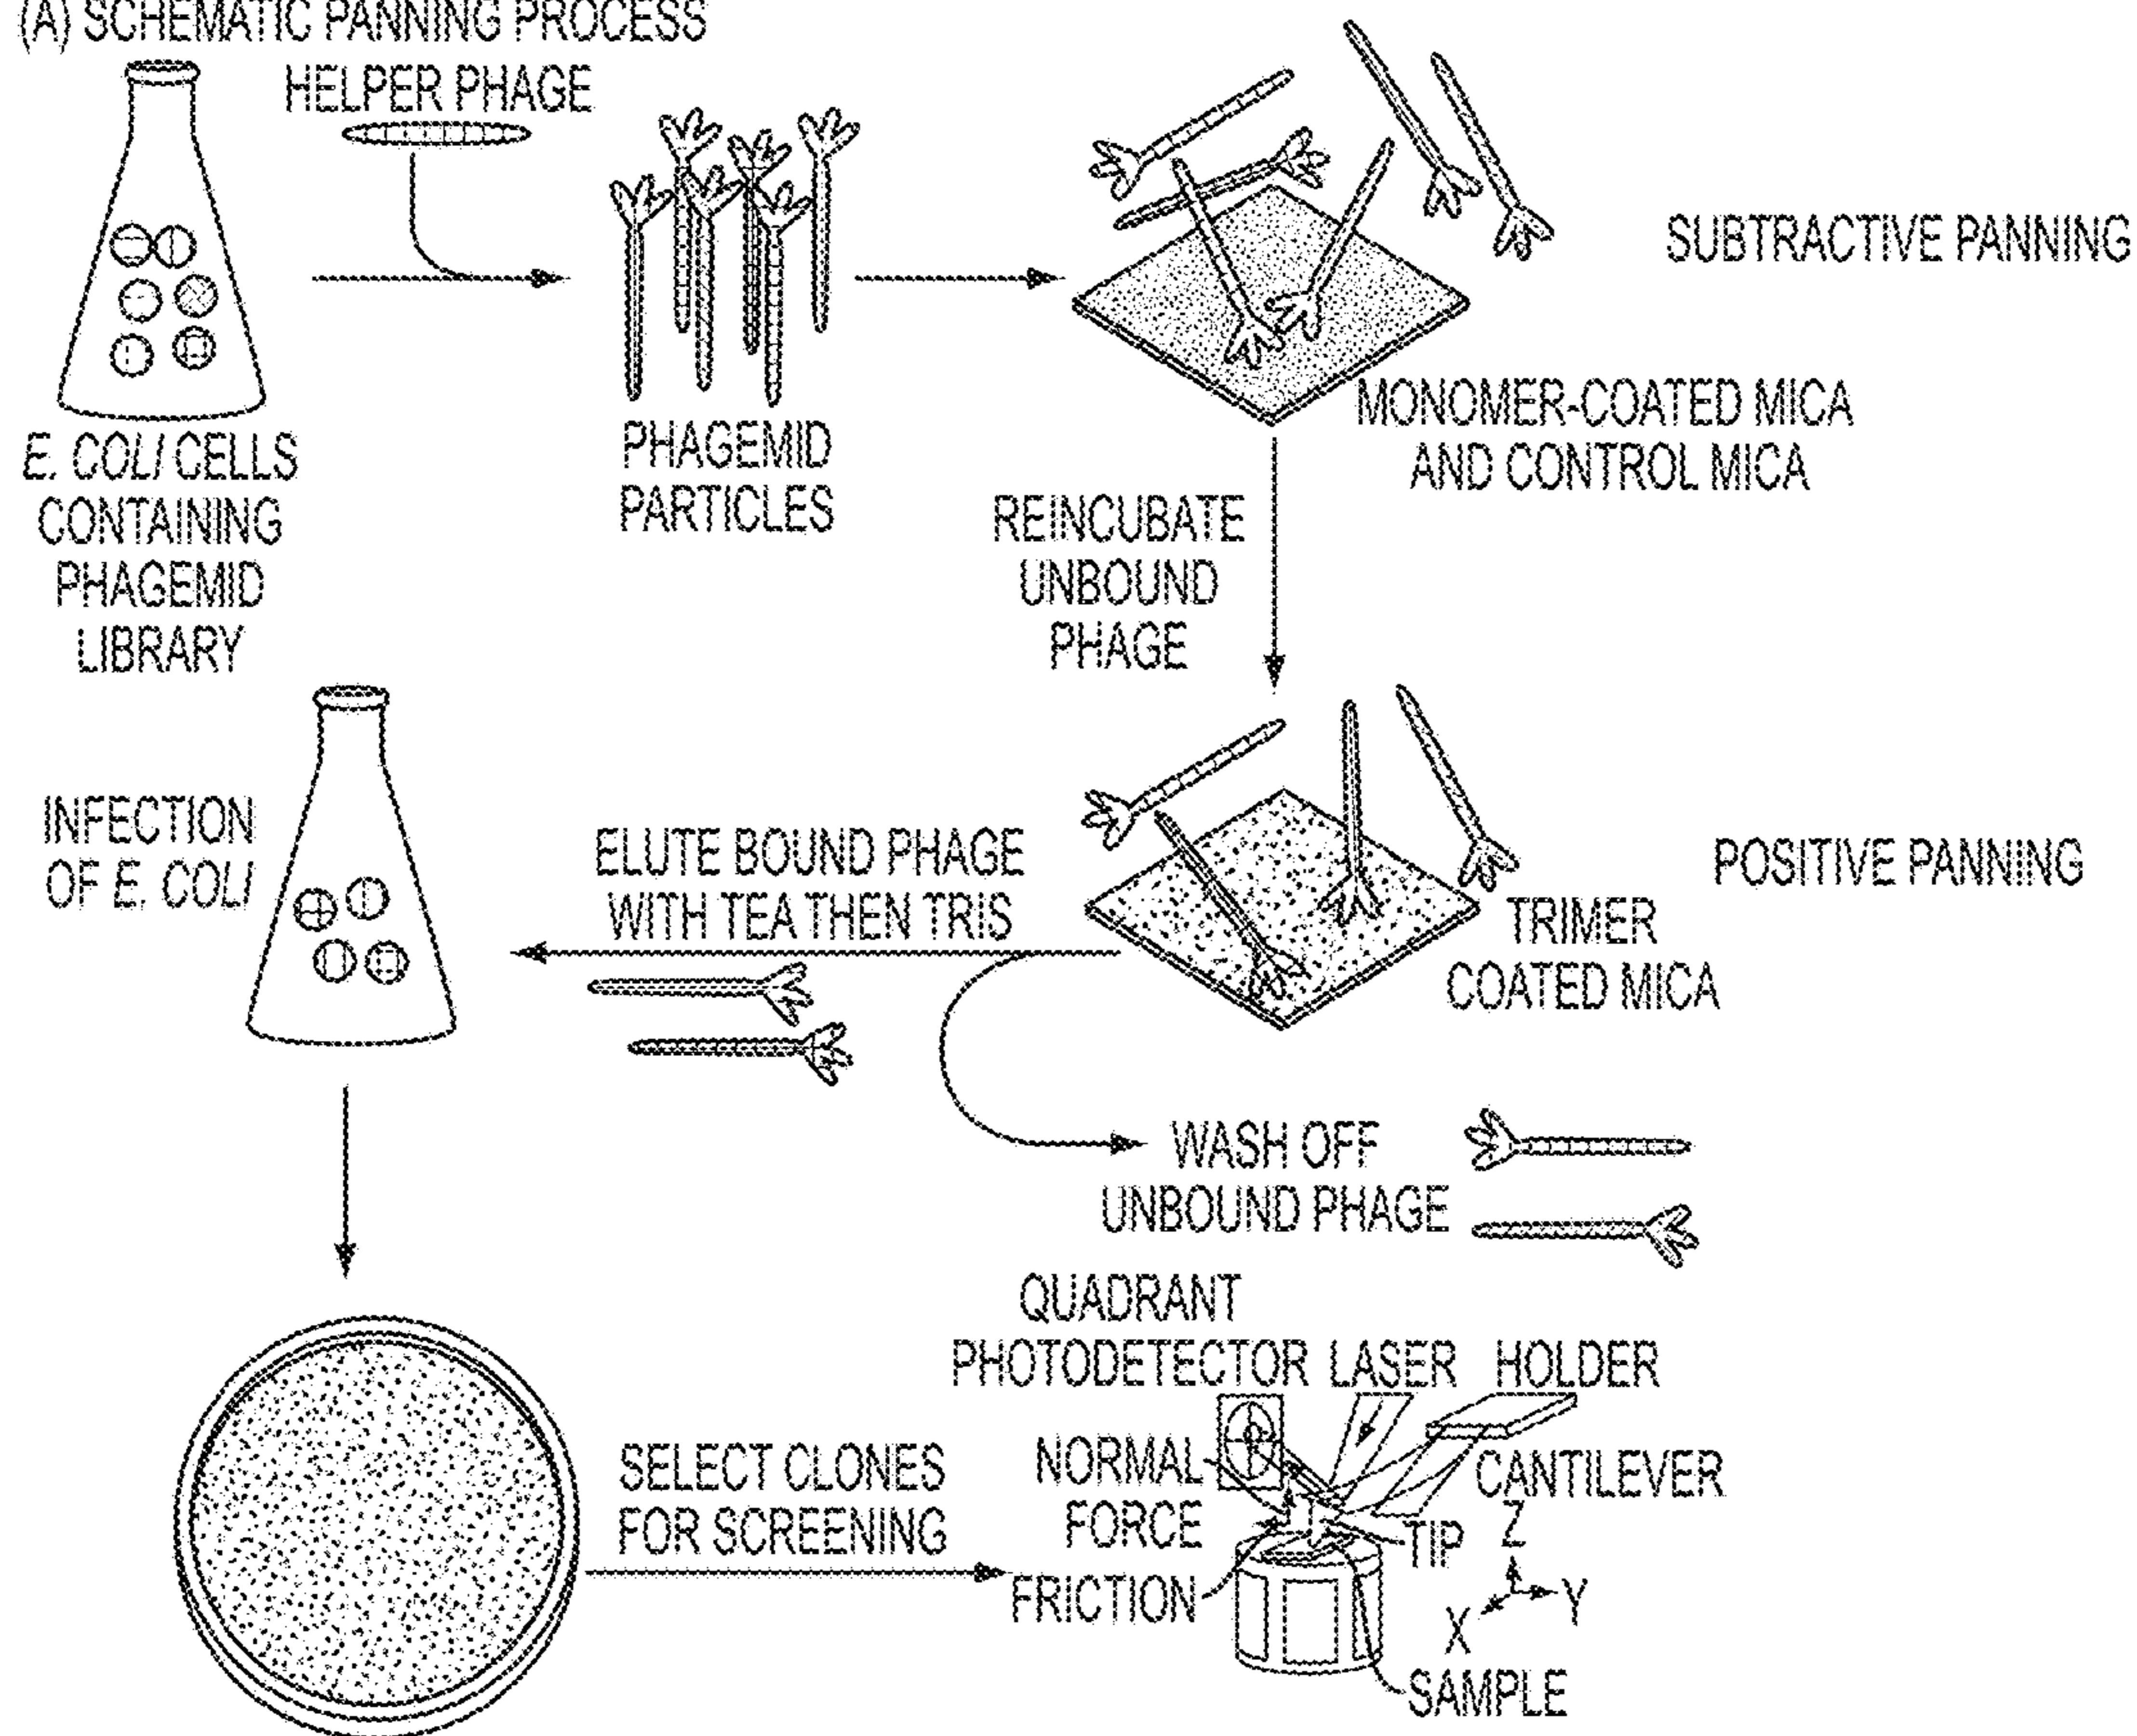 (A) SCHEMATIC PANNING PROCESS
HELPER PHAGE
SUBTRACTIVE PANNING
MONOMER-COATED MICA
AND CONTROL MICA
E. COLI CELLS
CONTAINING
PHAGEMID
LIBRARY
PHAGEMID
PARTICLES
REINCUBATE
UNBOUND
PHAGE
INFECTION
OF E. COLI
ELUTE BOUND PHAGE
WITH TEA THEN TRIS
POSITIVE PANNING
TRIMER
COATED MICA
WASH OFF
UNBOUND PHAGE
QUADRANT
PHOTODETECTOR
LASER
HOLDER
NORMAL
FORCE
CANTILEVER
TIP
Z
Y
X
FRICTION
SAMPLE
SELECT CLONES
FOR SCREENING